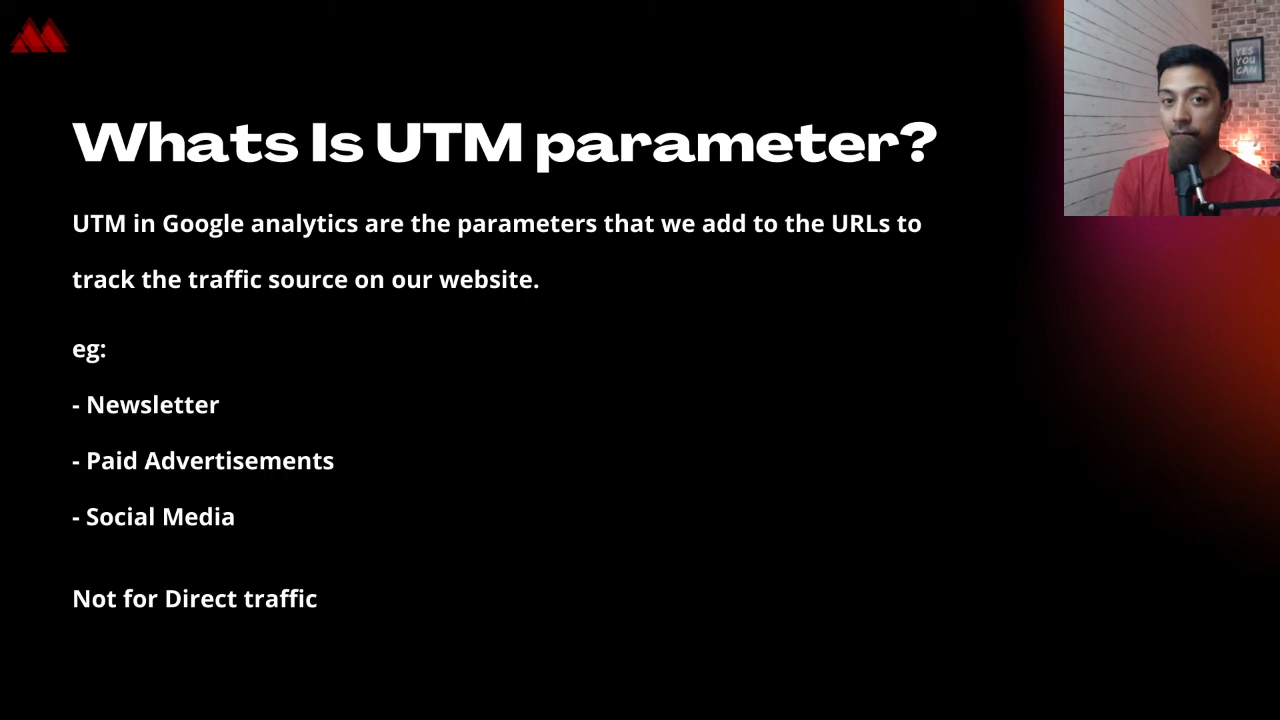 Whats Is UTM parameter?
UTM in Google analytics are the parameters that we add to the URLs to
track the traffic source on our website.
eg:
- Newsletter
- Paid Advertisements
- Social Media
Not for Direct traffic
YES
YOU
CAN